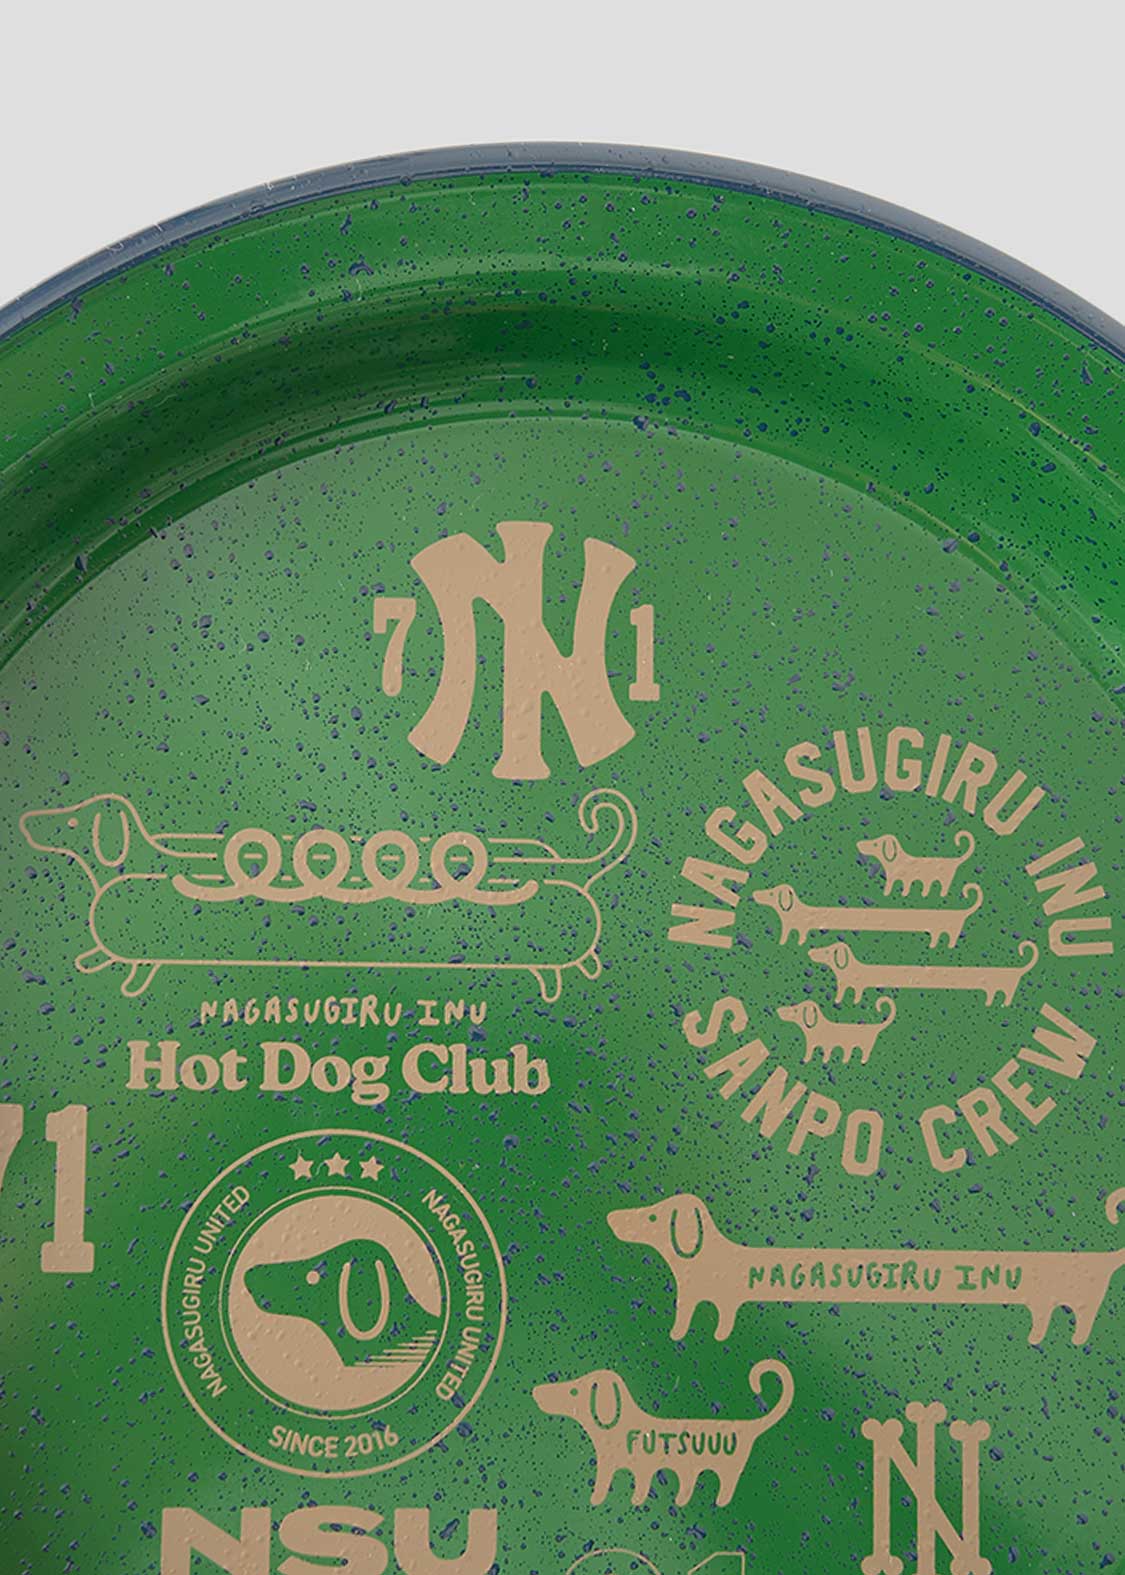 7 N 1
NAGASUGIRU INU
SANPO CREW
NAGASUGIRU INU
Hot Dog Club
71
NAGASUGIRU UNITED
NAGASUGIRU UNITED
SINCE 2016
NAGASUGIRU INU
FUTSUUU
N
NSU